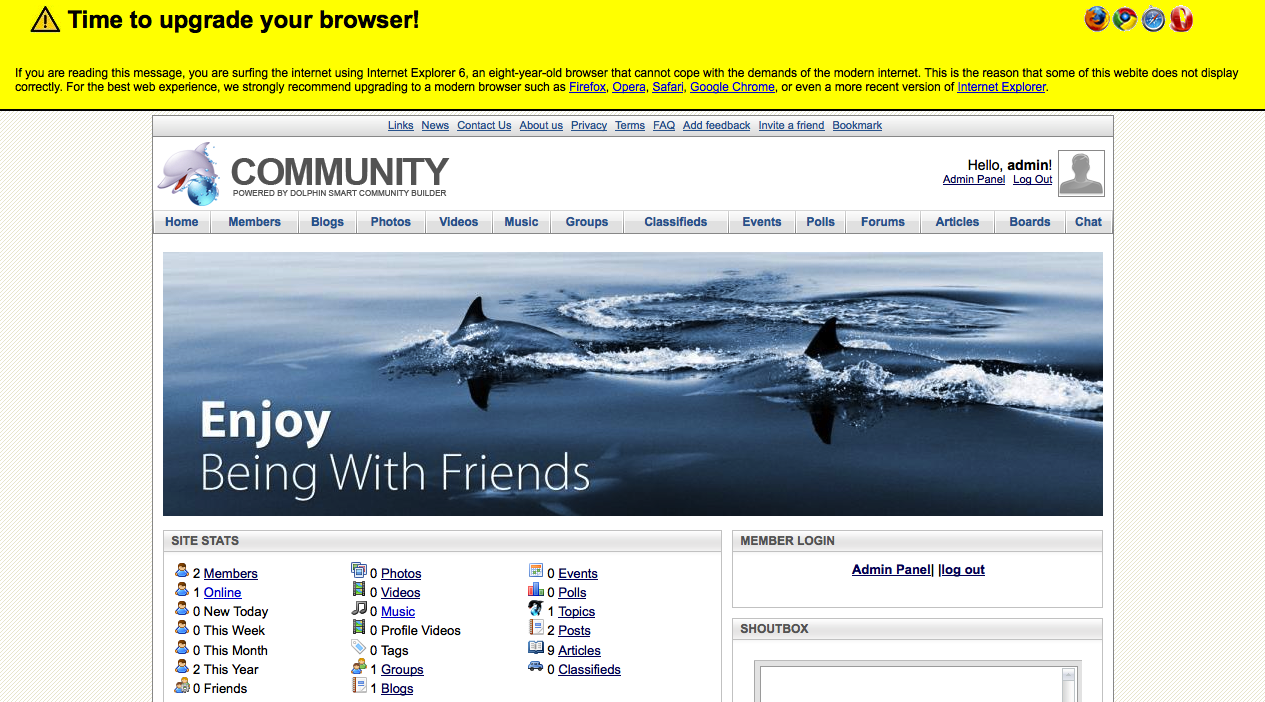 Time to upgrade your browser!
If you are reading this message, you are surfing the internet using Internet Explorer 6, an eight-year-old browser that cannot cope with the demands of the modern internet. This is the reason that some of this webite does not display
correctly. For the best web experience, we strongly recommend upgrading to a modern browser such as Firefox, Opera, Safari, Google Chrome, or even a more recent version of Internet Explorer.
Links News Contact Us About us Privacy Terms FAQ Add feedback Invite a friend Bookmark
COMMUNITY
POWERED BY DOLPHIN SMART COMMUNITY BUILDER
Hello, admin!
Admin Panel Log Out
Home Members Blogs Photos Videos Music Groups Classifieds Events Polls Forums Articles Boards Chat
Enjoy
Being With Friends
SITE STATS
2 Members
1 Online
0 New Today
0 This Week
0 This Month
2 This Year
0 Friends
0 Photos
0 Videos
0 Music
0 Profile Videos
0 Tags
1 Groups
1 Blogs
0 Events
0 Polls
1 Topics
2 Posts
9 Articles
0 Classifieds
MEMBER LOGIN
Admin Panel| |log out
SHOUTBOX